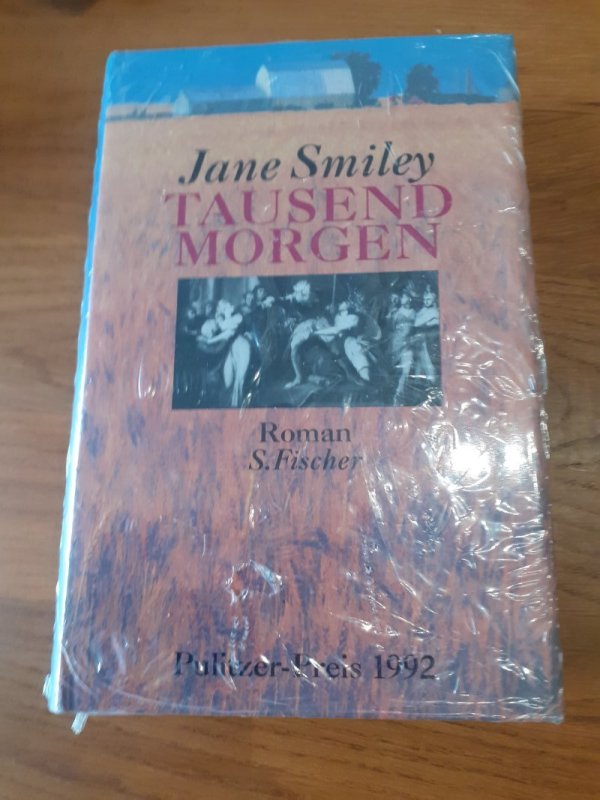 Jane Smiley
TAUSEND
MORGEN
Roman
S. Fischer
Pulitzer-Preis 1992